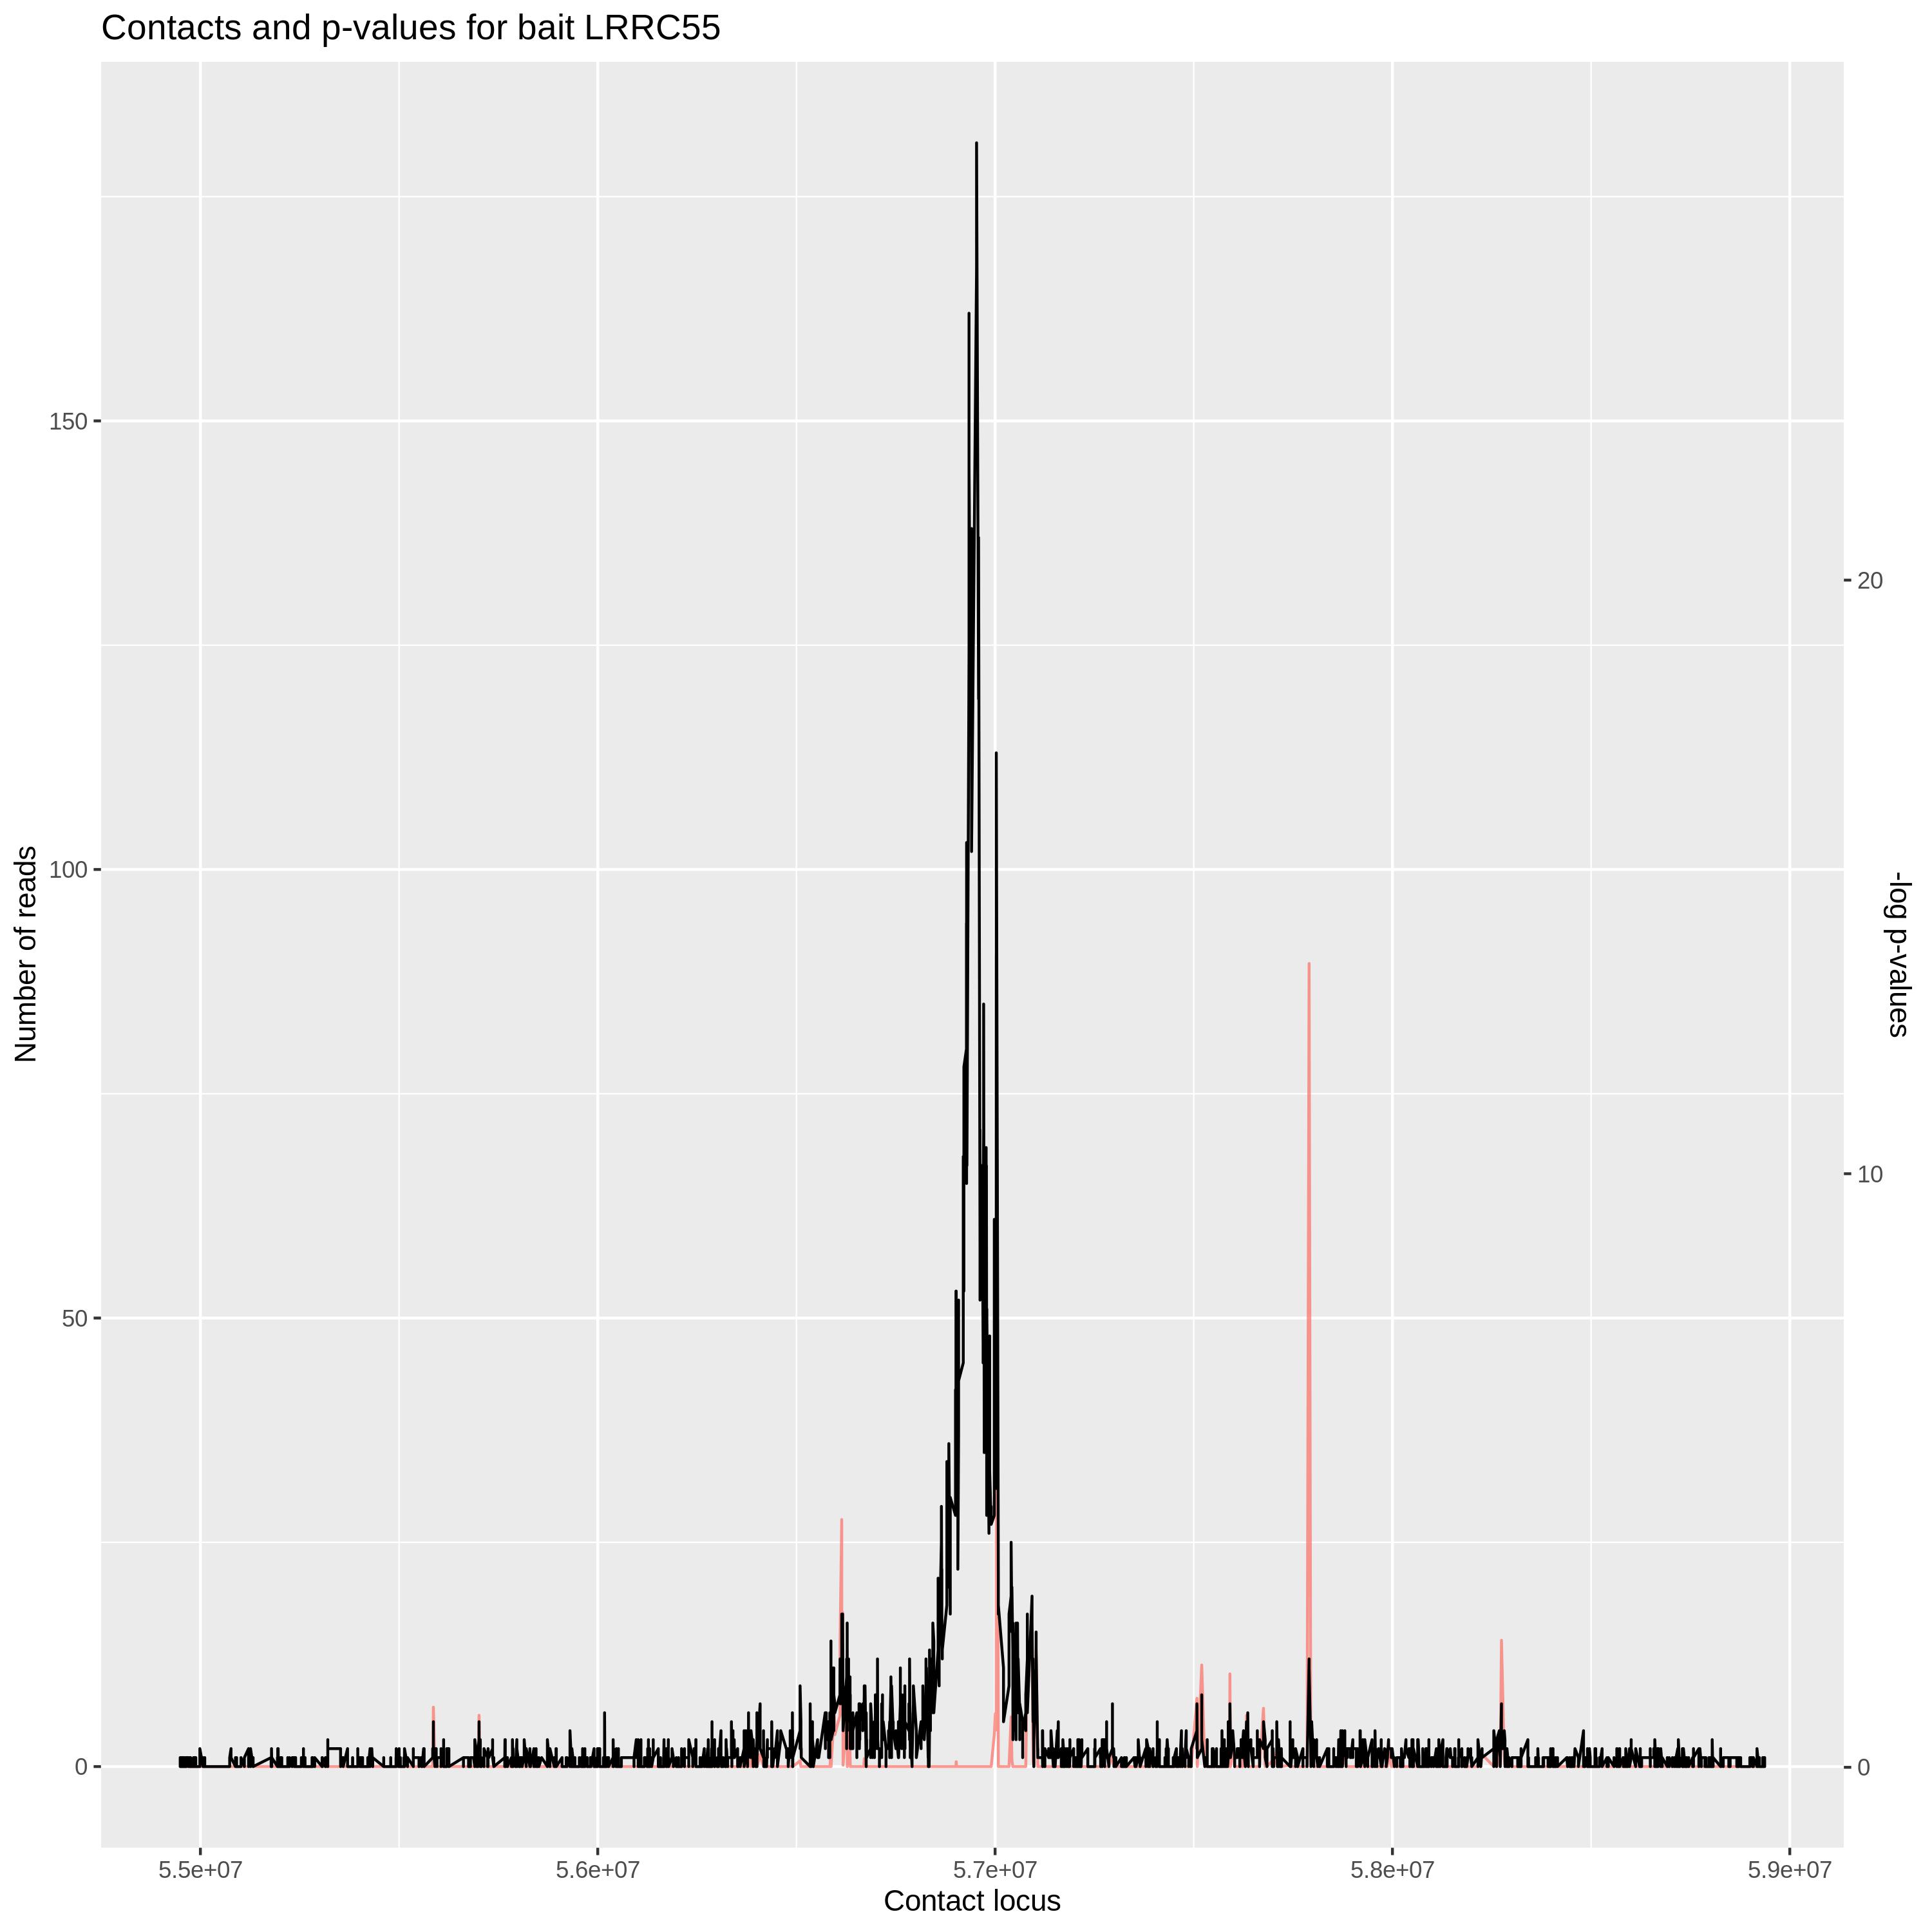 Contacts and p-values for bait LRRC55
150
100
50
0
Number of reads
20
10
0
-log p-values
5.5e+07
5.6e+07
5.7e+07
5.8e+07
5.9e+07
Contact locus